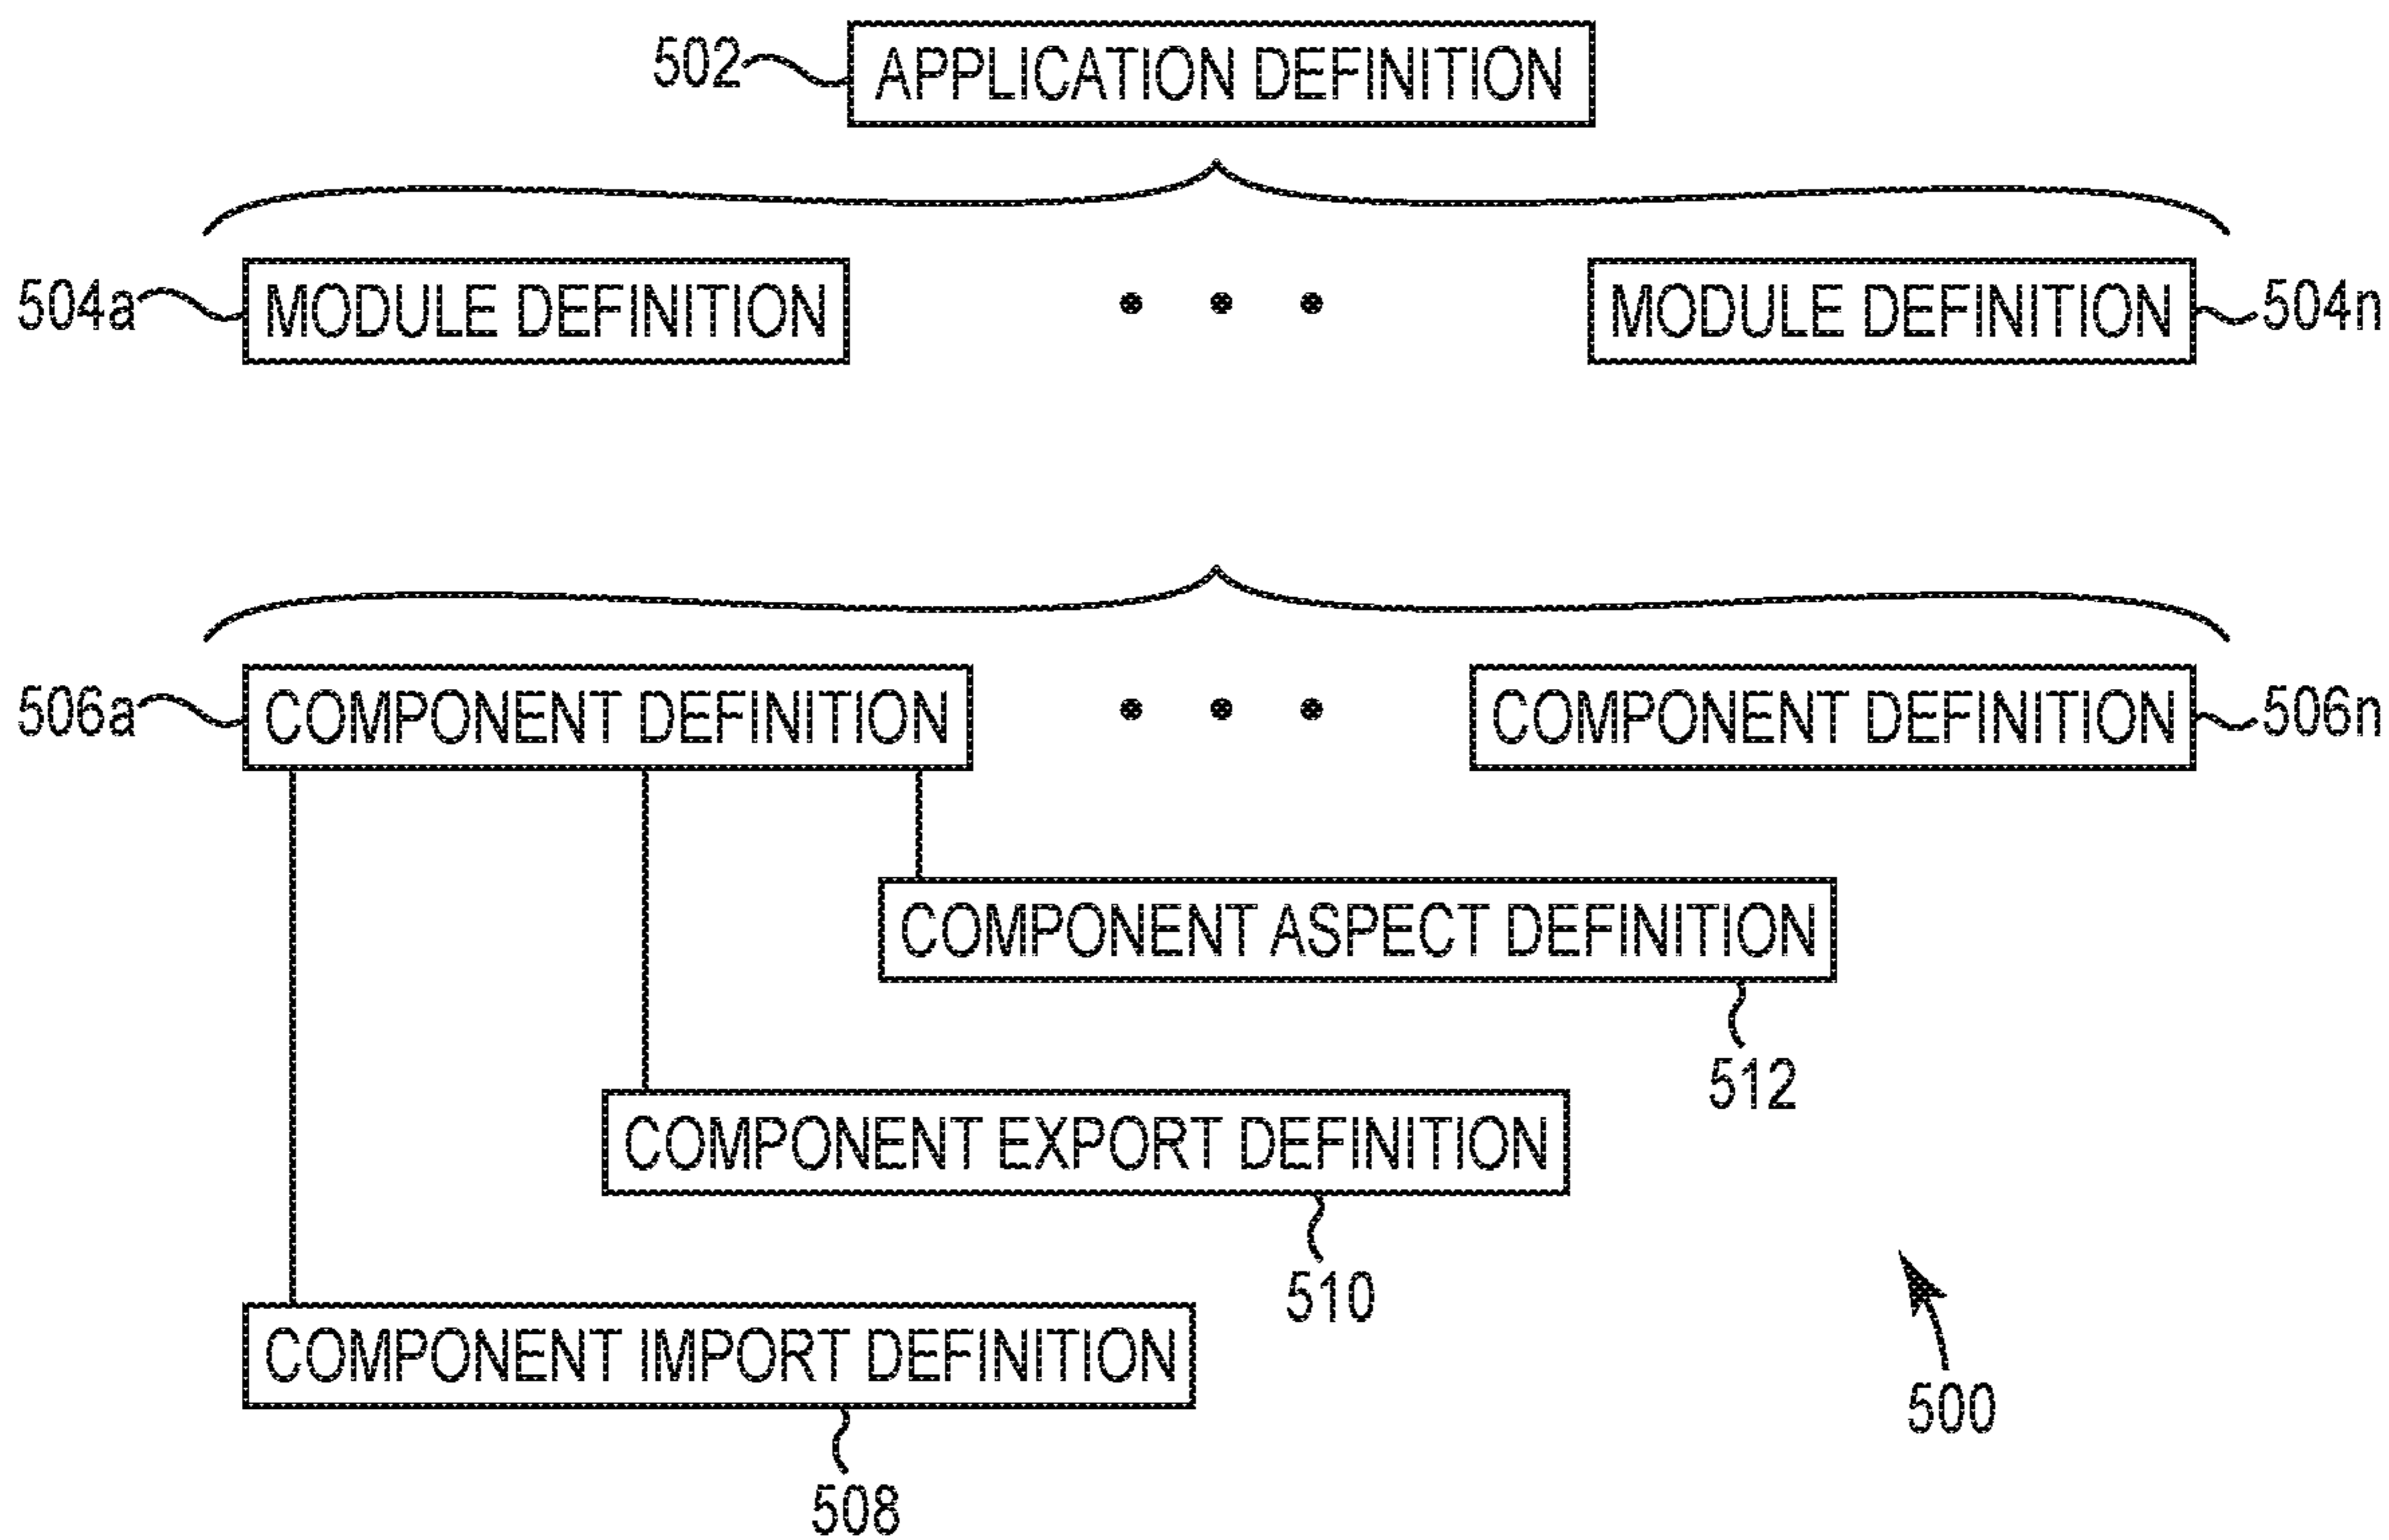 502 APPLICATION DEFINITION
504a MODULE DEFINITION • • • MODULE DEFINITION 504n
506a COMPONENT DEFINITION • • • COMPONENT DEFINITION 506n
COMPONENT ASPECT DEFINITION
512
COMPONENT EXPORT DEFINITION
510
COMPONENT IMPORT DEFINITION
508
500